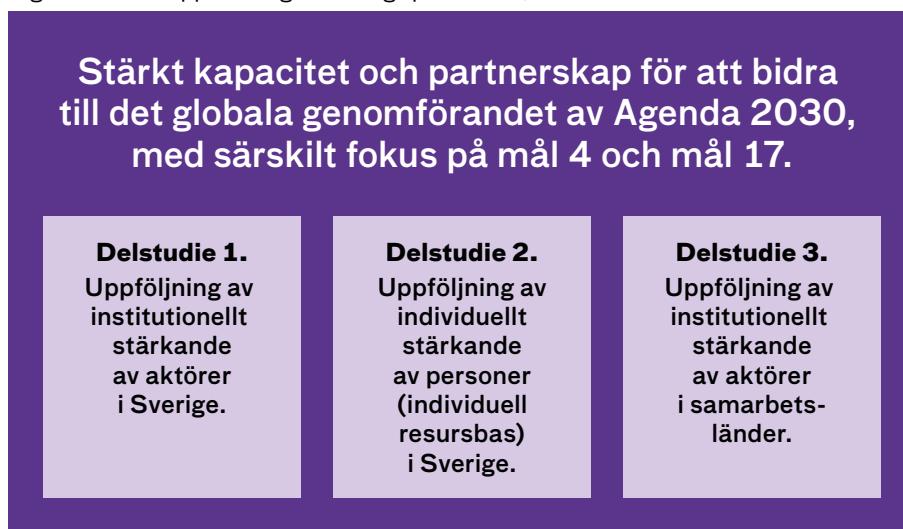 Stärkt kapacitet och partnerskap för att bidra
till det globala genomförandet av Agenda 2030,
med särskilt fokus på mål 4 och mål 17.
Delstudie 1.
Uppföljning av
institutionellt
stärkande
av aktörer
i Sverige.
Delstudie 2.
Uppföljning av
individuellt
stärkande
av personer
(individuell
resursbas)
i Sverige.
Delstudie 3.
Uppföljning av
institutionellt
stärkande
av aktörer
i samarbets-
länder.